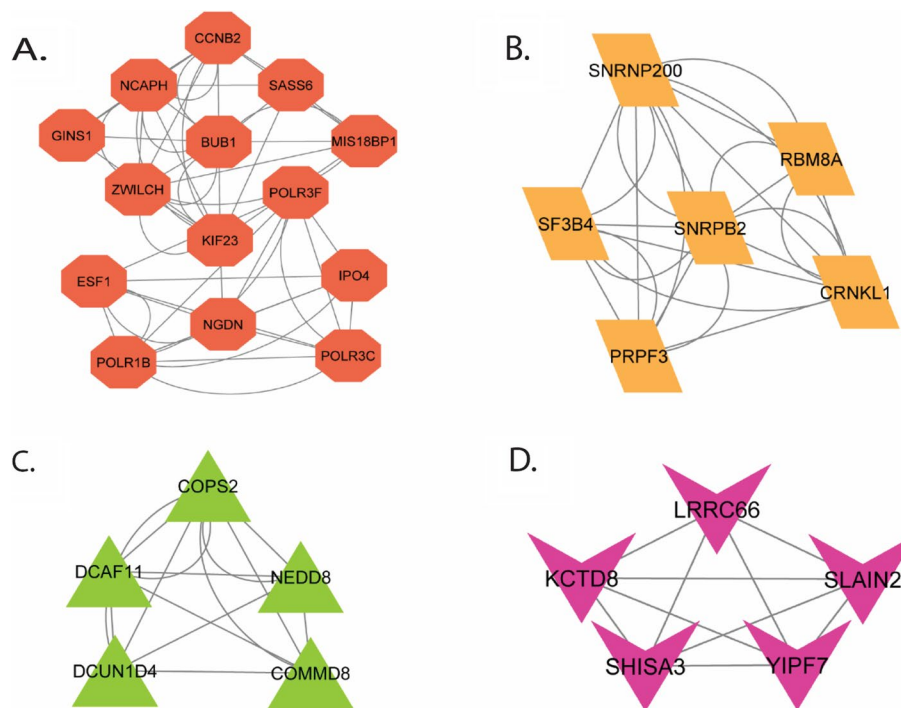 A.
CCNB2
NCAPH
SASS6
GINS1
BUB1
MIS18BP1
ZWILCH
POLR3F
KIF23
ESF1
IPO4
NGDN
POLR1B
POLR3C
B.
SNRNP200
RBM8A
SF3B4
SNRPB2
CRNKL1
PRPF3
C.
COPS2
DCAF11
NEDD8
DCUN1D4
COMMD8
D.
LRRC66
KCTD8
SLAIN2
SHISA3
YIPF7